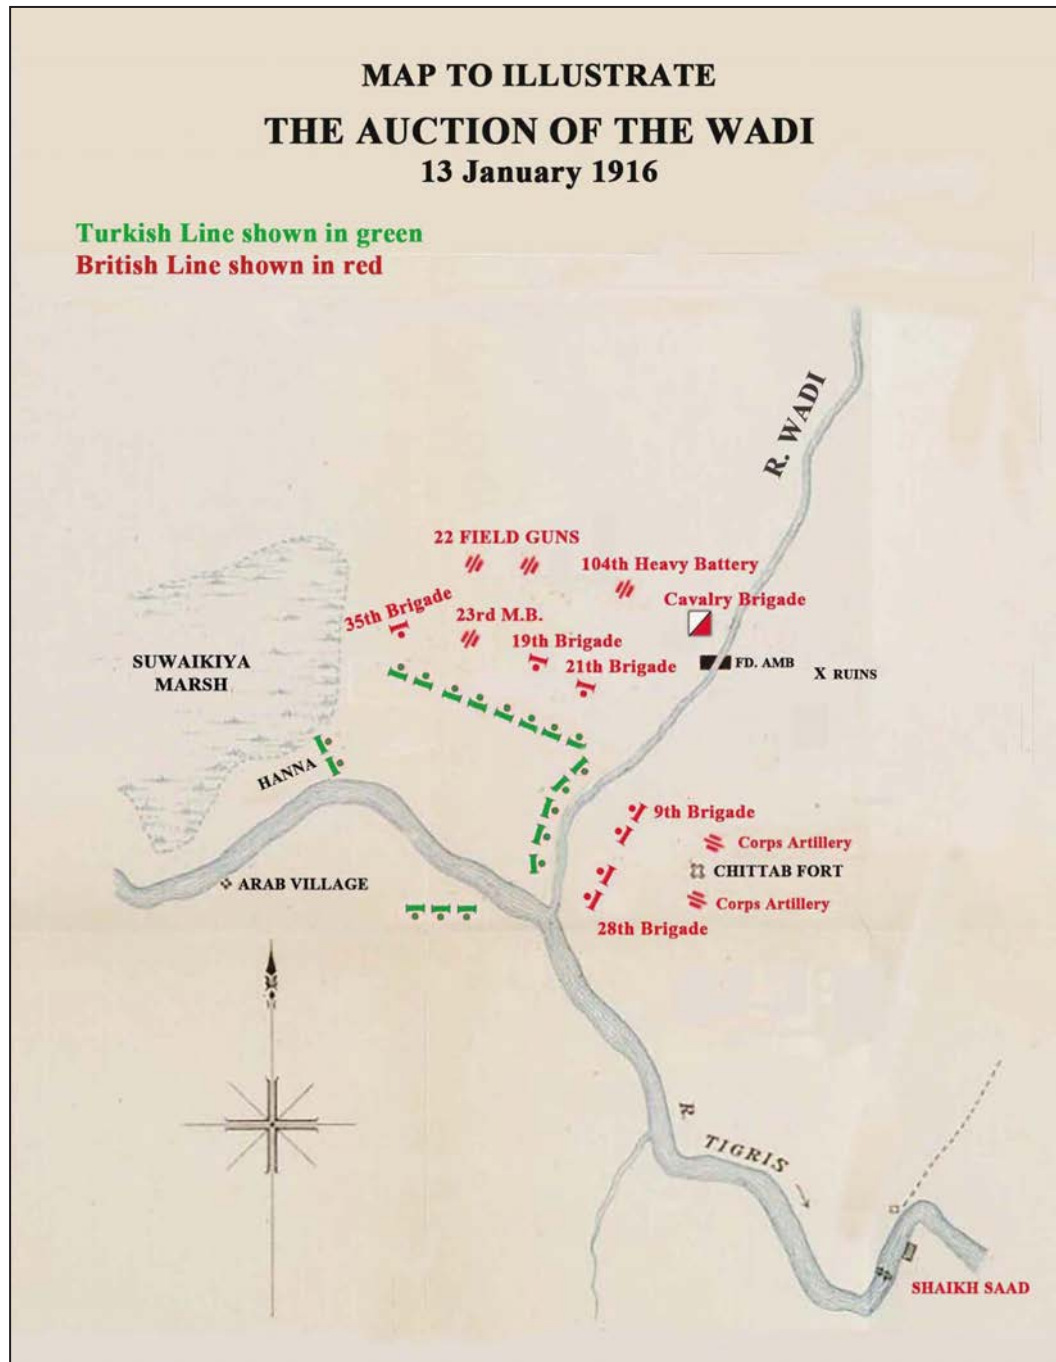 MAP TO ILLUSTRATE
THE AUCTION OF THE WADI
13 January 1916
Turkish Line shown in green
British Line shown in red
R. WADI
22 FIELD GUNS
104th Heavy Battery
35th Brigade
23rd M.B.
Cavalry Brigade
19th Brigade
21th Brigade
FD. AMB
X RUINS
SUWAIKIYA
MARSH
HANNA
9th Brigade
Corps Artillery
CHITTAB FORT
ARAB VILLAGE
Corps Artillery
28th Brigade
R. TIGRIS
SHAIKH SAAD